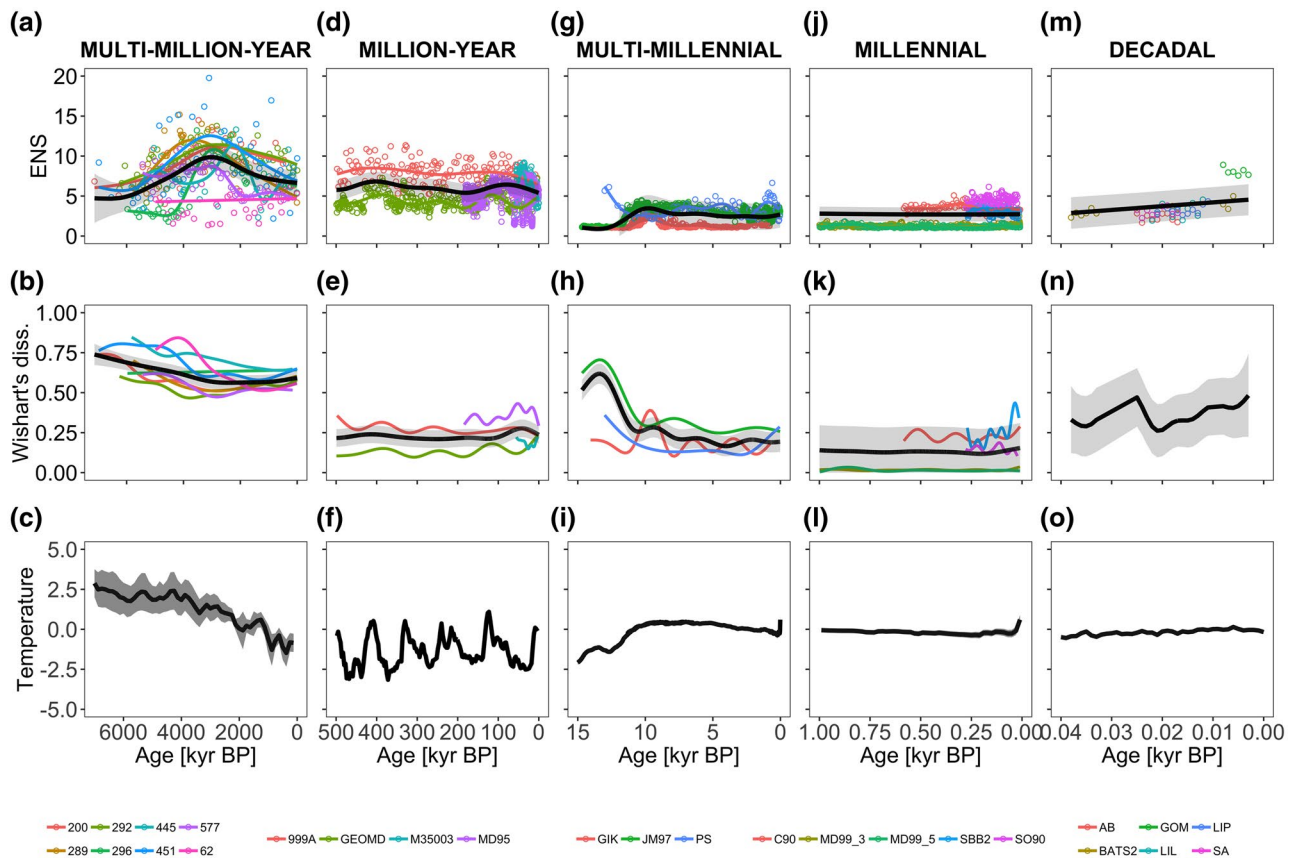 (a) (d) (g) (j) (m)
MULTI-MILLION-YEAR MILLION-YEAR MULTI-MILLENNIAL MILLENNIAL DECADAL
ENS
20
15
10
5
0
(b) (e) (h) (k) (n)
Wishart's diss.
1.00
0.75
0.50
0.25
0.00
(c) (f) (i) (l) (o)
Temperature
5.0
2.5
0.0
-2.5
-5.0
6000 4000 2000 0 500 400 300 200 100 0 15 10 5 0 1.00 0.75 0.50 0.25 0.00 0.04 0.03 0.02 0.01 0.00
Age [kyr BP] Age [kyr BP] Age [kyr BP] Age [kyr BP] Age [kyr BP]
200 292 445 577
289 296 451 62
999A GEOMD M35003 MD95
GIK JM97 PS
C90 MD99_3 MD99_5 SBB2 SO90
AB GOM LIP
BATS2 LIL SA